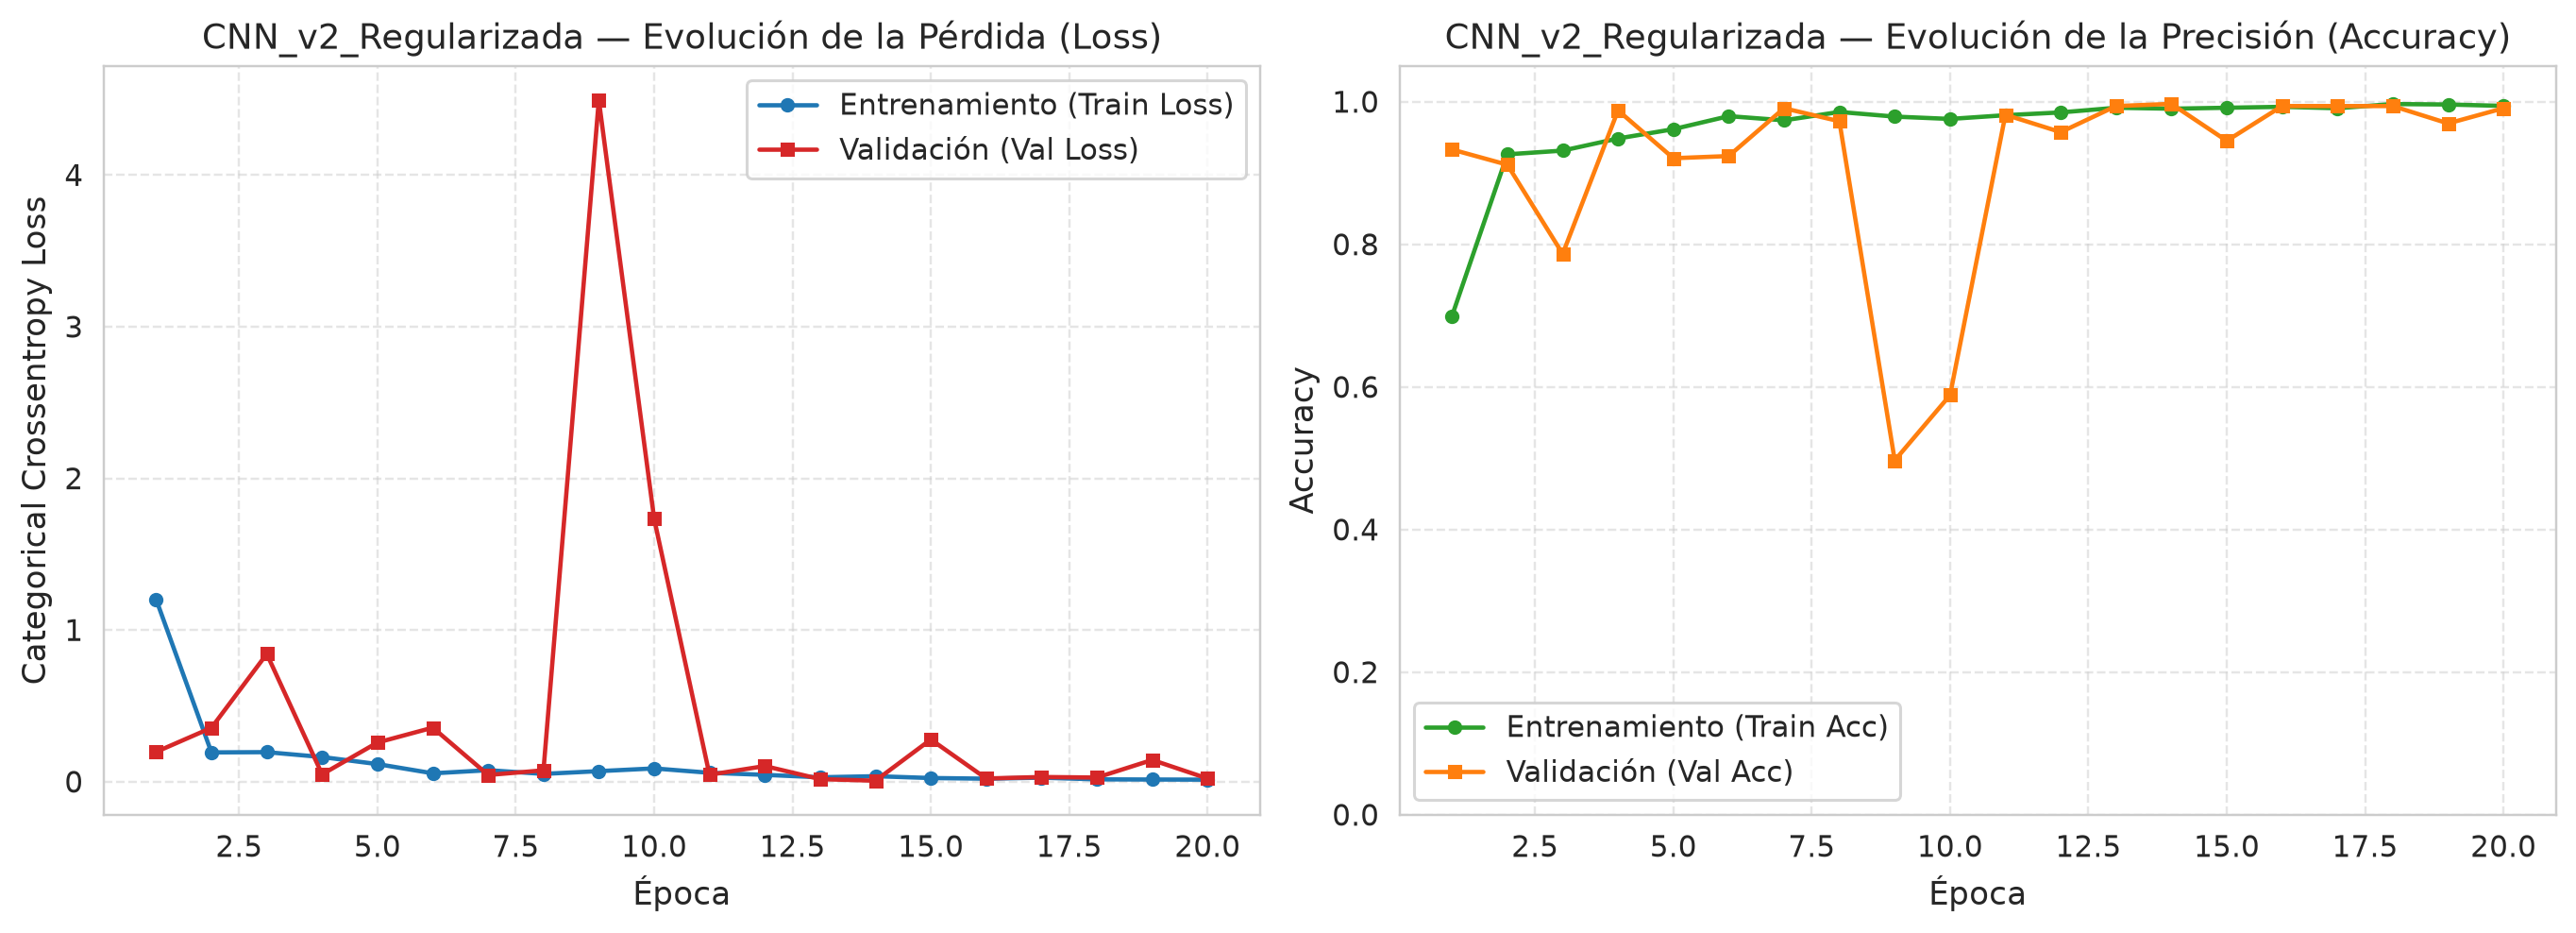 CNN_v2_Regularizada — Evolución de la Pérdida (Loss)
Categorical Crossentropy Loss
4
3
2
1
0
Entrenamiento (Train Loss)
Validación (Val Loss)
2.5 5.0 7.5 10.0 12.5 15.0 17.5 20.0
Época
CNN_v2_Regularizada — Evolución de la Precisión (Accuracy)
Accuracy
1.0
0.8
0.6
0.4
0.2
0.0
Entrenamiento (Train Acc)
Validación (Val Acc)
2.5 5.0 7.5 10.0 12.5 15.0 17.5 20.0
Época